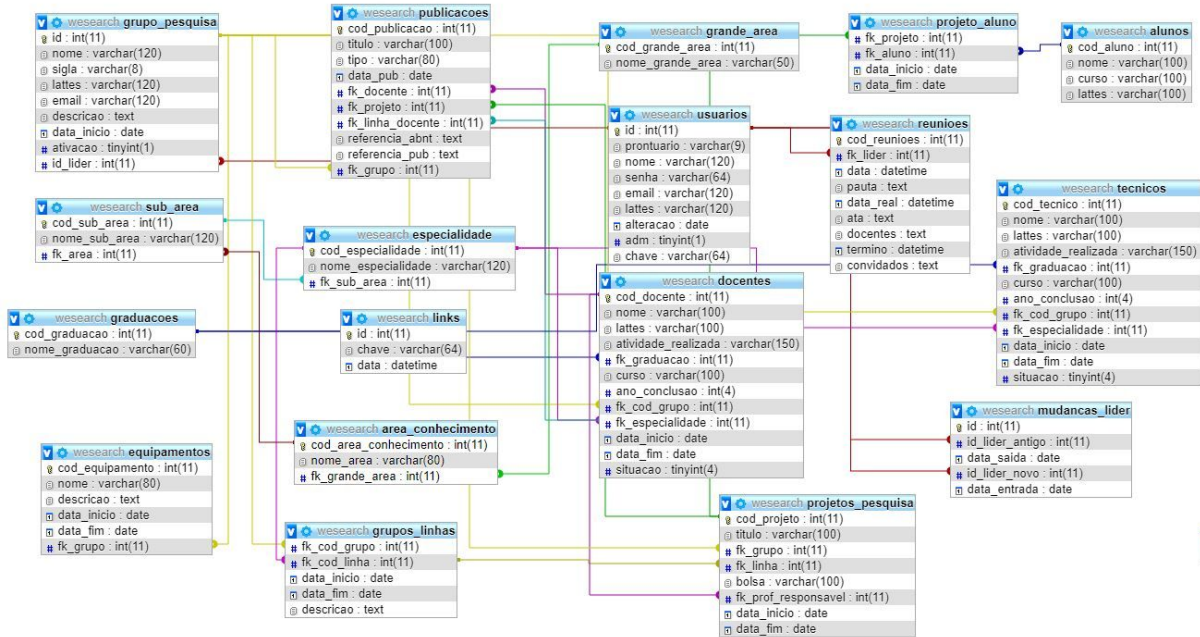 wesearch grupo_pesquisa
id : int(11)
nome : varchar(120)
sigla : varchar(8)
lattes : varchar(120)
email : varchar(120)
descricao : text
data_inicio : date
ativacao : tinyint(1)
id_lider : int(11)
wesearch publicacoes
cod_publicacao : int(11)
titulo : varchar(100)
tipo : varchar(80)
data_pub : date
fk_docente : int(11)
fk_projeto : int(11)
fk_linha_docente : int(11)
referencia_abnt : text
referencia_pub : text
fk_grupo : int(11)
wesearch grande_area
cod_grande_area : int(11)
nome_grande_area : varchar(50)
wesearch projeto_aluno
fk_projeto : int(11)
fk_aluno : int(11)
data_inicio : date
data_fim : date
wesearch alunos
cod_aluno : int(11)
nome : varchar(100)
curso : varchar(100)
lattes : varchar(100)
wesearch usuarios
id : int(11)
prontuario : varchar(9)
nome : varchar(120)
senha : varchar(64)
email : varchar(120)
lattes : varchar(120)
alteracao : date
adm : tinyint(1)
chave : varchar(64)
wesearch reuniões
cod_reunioes : int(11)
fk_lider : int(11)
data : datetime
pauta : text
data_real : datetime
ata : text
docentes : text
termino : datetime
convidados : text
wesearch tecnicos
cod_tecnico : int(11)
nome : varchar(100)
lattes : varchar(100)
atividade_realizada : varchar(150)
fk_graduacao : int(11)
curso : varchar(100)
ano_conclusao : int(4)
fk_cod_grupo : int(11)
fk_especialidade : int(11)
data_inicio : date
data_fim : date
situacao : tinyint(4)
wesearch sub_area
cod_sub_area : int(11)
nome_sub_area : varchar(120)
fk_area : int(11)
wesearch especialidade
cod_especialidade : int(11)
nome_especialidade : varchar(120)
fk_sub_area : int(11)
wesearch docentes
cod_docente : int(11)
nome : varchar(100)
lattes : varchar(100)
atividade_realizada : varchar(150)
fk_graduacao : int(11)
curso : varchar(100)
ano_conclusao : int(4)
fk_cod_grupo : int(11)
fk_especialidade : int(11)
data_inicio : date
data_fim : date
situacao : tinyint(4)
wesearch graduacoes
cod_graduacao : int(11)
nome_graduacao : varchar(60)
wesearch links
id : int(11)
chave : varchar(64)
data : datetime
wesearch mudancas_lider
id : int(11)
id_lider_antigo : int(11)
data_saida : date
id_lider_novo : int(11)
data_entrada : date
wesearch area_conhecimento
cod_area_conhecimento : int(11)
nome_area : varchar(80)
fk_grande_area : int(11)
wesearch equipamentos
cod_equipamento : int(11)
nome : varchar(80)
descricao : text
data_inicio : date
data_fim : date
fk_grupo : int(11)
wesearch grupos_linhas
fk_cod_grupo : int(11)
fk_cod_linha : int(11)
data_inicio : date
data_fim : date
descricao : text
wesearch projetos_pesquisa
cod_projeto : int(11)
titulo : varchar(100)
fk_grupo : int(11)
fk_linha : int(11)
bolsa : varchar(100)
fk_prof_responsavel : int(11)
data_inicio : date
data_fim : date